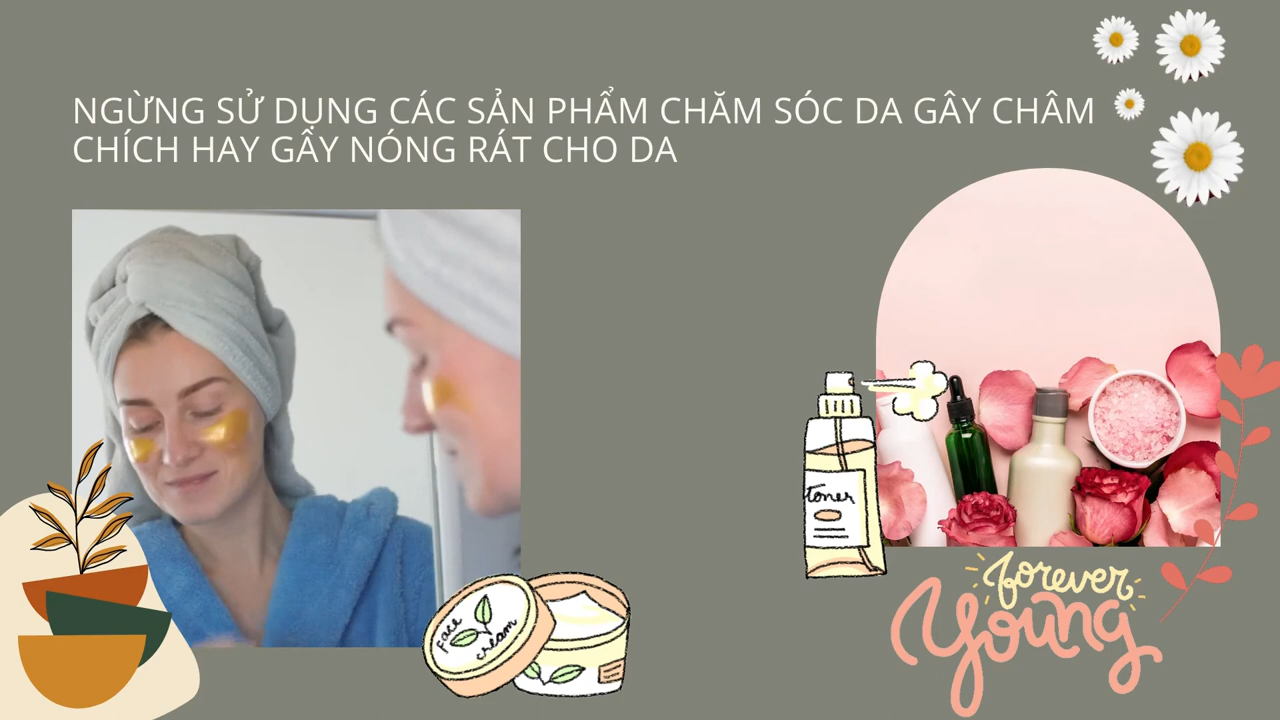 NGỪNG SỬ DỤNG CÁC SẢN PHẨM CHĂM SÓC DA GÂY CHÂM
CHÍCH HAY GÂY NÓNG RÁT CHO DA
toner
Face
cream
forever
Young